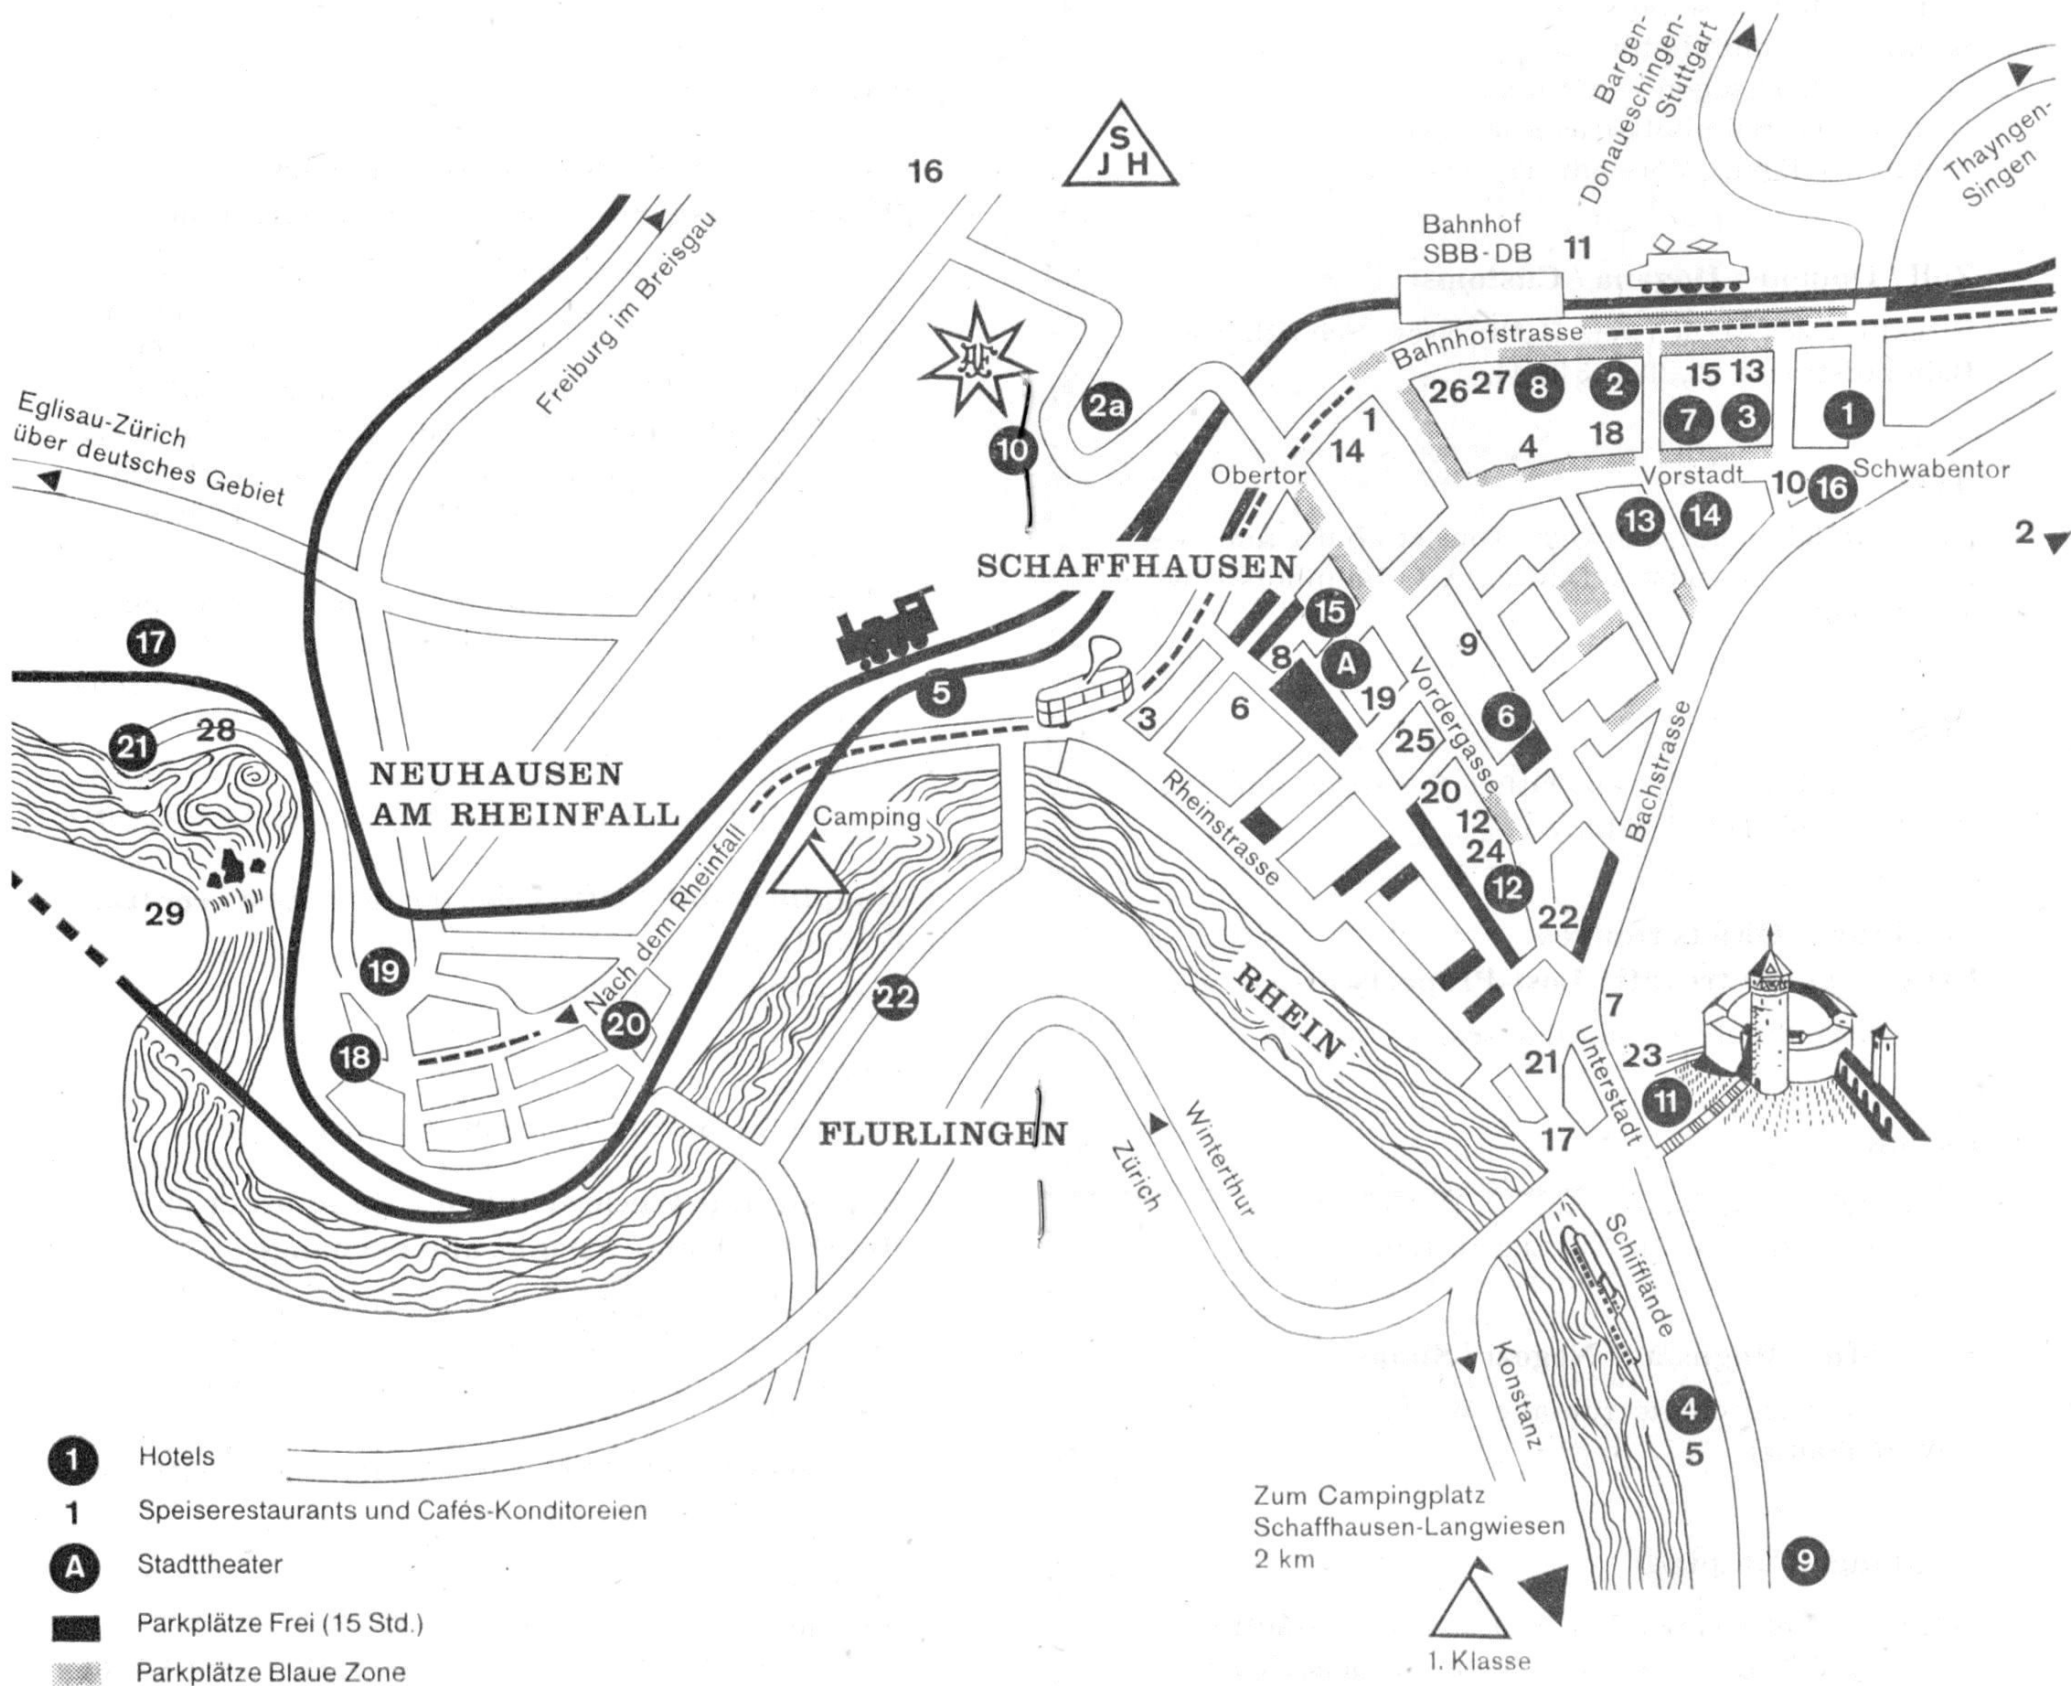 Bargen-
Donaueschingen-
Stuttgart
Thayngen-
Singen
S
J H
16
Bahnhof
SBB-DB
11
Freiburg im Breisgau
Bahnhofstrasse
Eglisau-Zürich
über deutsches Gebiet
2a
10
26
27
8
2
15
13
7
3
1
1
14
4
18
Obertor
Vorstadt
10
16
Schwabentor
13
14
2
SCHAFFHAUSEN
15
8
A
19
9
Vordergasse
6
17
5
3
6
25
21
28
NEUHAUSEN
AM RHEINFALL
Camping
Rheinstrasse
20
12
24
12
22
Bachstrasse
29
Nach dem Rheinfall
19
20
18
22
RHEIN
7
21
Unterstadt
23
11
17
FLURLINGEN
Winterthur
Zürich
Schifflände
Konstanz
4
5
9
1 Hotels
1 Speiserestaurants und Cafés-Konditoreien
A Stadttheater
Parkplätze Frei (15 Std.)
Parkplätze Blaue Zone
Zum Campingplatz
Schaffhausen-Langwiesen
2 km
1. Klasse